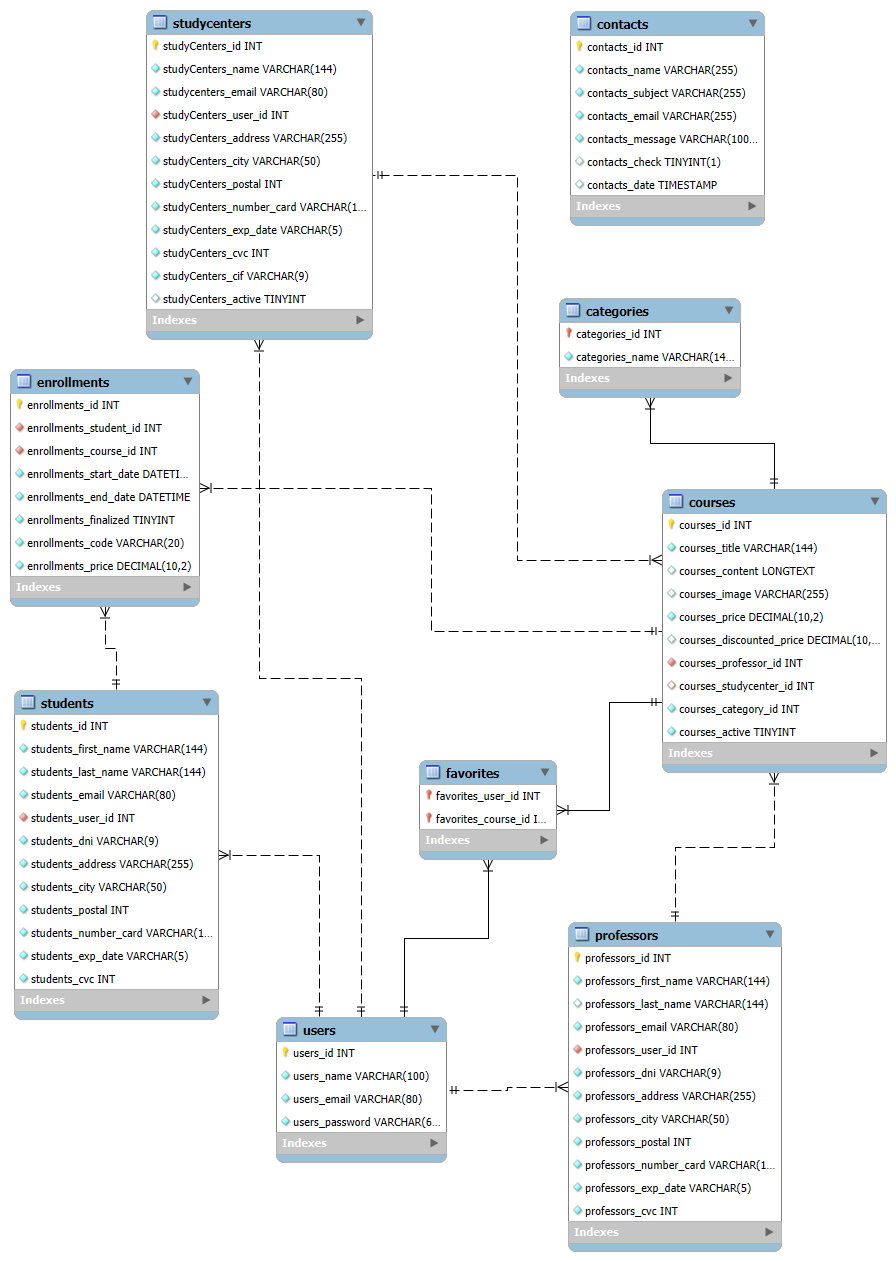 studycenters
studyCenters_id INT
studyCenters_name VARCHAR(144)
studycenters_email VARCHAR(80)
studyCenters_user_id INT
studyCenters_address VARCHAR(255)
studyCenters_city VARCHAR(50)
studyCenters_postal INT
studyCenters_number_card VARCHAR(1...
studyCenters_exp_date VARCHAR(5)
studyCenters_cvc INT
studyCenters_cif VARCHAR(9)
studyCenters_active TINYINT
Indexes
contacts
contacts_id INT
contacts_name VARCHAR(255)
contacts_subject VARCHAR(255)
contacts_email VARCHAR(255)
contacts_message VARCHAR(100...
contacts_check TINYINT(1)
contacts_date TIMESTAMP
Indexes
categories
categories_id INT
categories_name VARCHAR(14...
Indexes
enrollments
enrollments_id INT
enrollments_student_id INT
enrollments_course_id INT
enrollments_start_date DATETI...
enrollments_end_date DATETIME
enrollments_finalized TINYINT
enrollments_code VARCHAR(20)
enrollments_price DECIMAL(10,2)
Indexes
courses
courses_id INT
courses_title VARCHAR(144)
courses_content LONGTEXT
courses_image VARCHAR(255)
courses_price DECIMAL(10,2)
courses_discounted_price DECIMAL(10,...
courses_professor_id INT
courses_studycenter_id INT
courses_category_id INT
courses_active TINYINT
Indexes
students
students_id INT
students_first_name VARCHAR(144)
students_last_name VARCHAR(144)
students_email VARCHAR(80)
students_user_id INT
students_dni VARCHAR(9)
students_address VARCHAR(255)
students_city VARCHAR(50)
students_postal INT
students_number_card VARCHAR(1...
students_exp_date VARCHAR(5)
students_cvc INT
Indexes
favorites
favorites_user_id INT
favorites_course_id I...
Indexes
professors
professors_id INT
professors_first_name VARCHAR(144)
professors_last_name VARCHAR(144)
professors_email VARCHAR(80)
professors_user_id INT
professors_dni VARCHAR(9)
professors_address VARCHAR(255)
professors_city VARCHAR(50)
professors_postal INT
professors_number_card VARCHAR(1...
professors_exp_date VARCHAR(5)
professors_cvc INT
Indexes
users
users_id INT
users_name VARCHAR(100)
users_email VARCHAR(80)
users_password VARCHAR(6...
Indexes